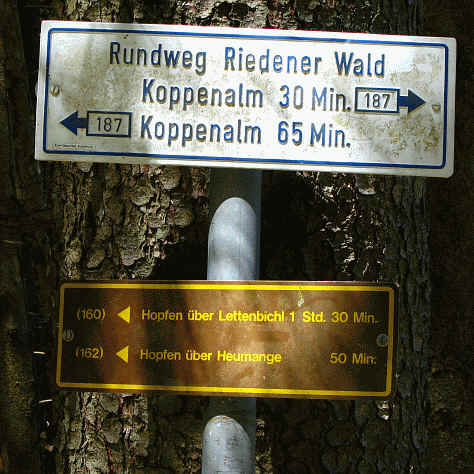 Rundweg Riedener Wald
Koppenalm 30 Min. 187
187 Koppenalm 65 Min.
(160) Hopfen über Lettenbichl 1 Std. 30 Min.
(162) Hopfen über Heumange 50 Min.